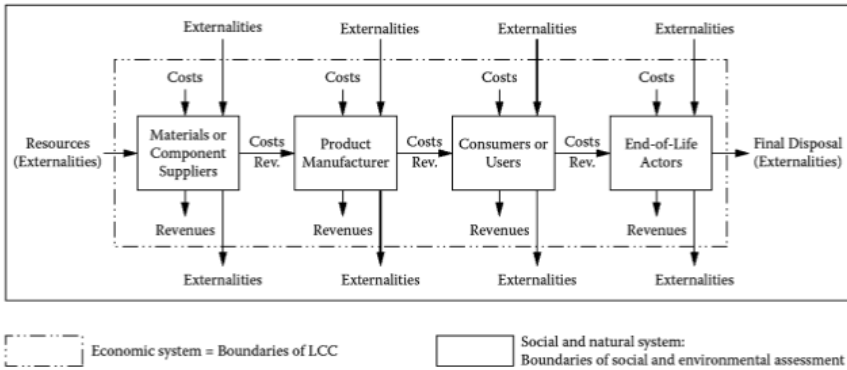 Externalities Externalities Externalities Externalities
Costs Costs Costs Costs
Resources
(Externalities)
Materials or
Component
Suppliers
Costs
Rev.
Product
Manufacturer
Costs
Rev.
Consumers or
Users
Costs
Rev.
End-of-Life
Actors
Final Disposal
(Externalities)
Revenues Revenues Revenues Revenues
Externalities Externalities Externalities Externalities
Economic system = Boundaries of LCC
Social and natural system:
Boundaries of social and environmental assessment